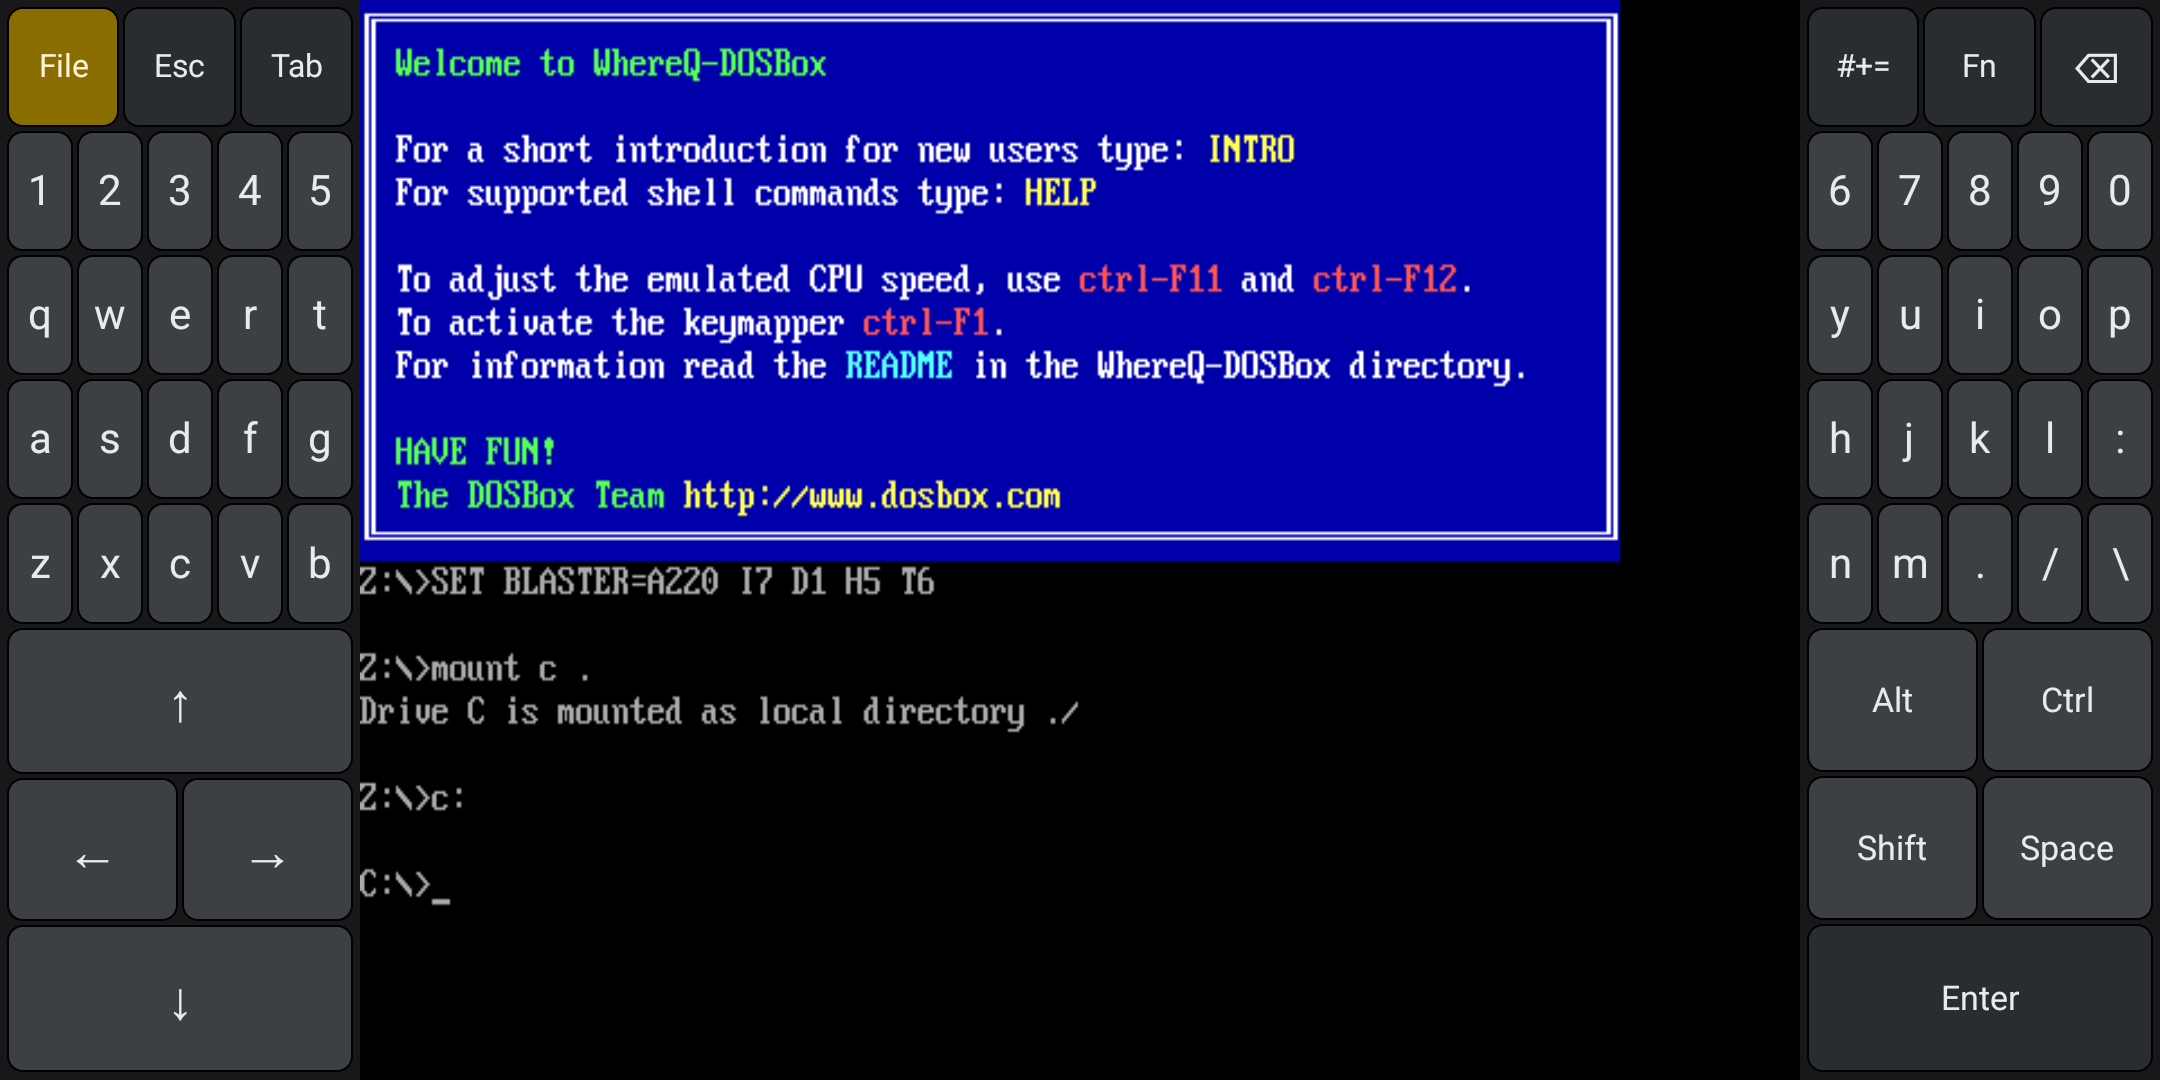 File Esc Tab
1 2 3 4 5
q w e r t
a s d f g
z x c v b
↑
← →
↓
Welcome to WhereQ-DOSBox
For a short introduction for new users type: INTRO
For supported shell commands type: HELP
To adjust the emulated CPU speed, use ctrl-F11 and ctrl-F12.
To activate the keymapper ctrl-F1.
For information read the README in the WhereQ-DOSBox directory.
HAVE FUN!
The DOSBox Team http://www.dosbox.com
Z:\>SET BLASTER=A220 I7 D1 H5 T6
Z:\>mount c .
Drive C is mounted as local directory ./
Z:\>c:
C:\>_
#+= Fn ⌫
6 7 8 9 0
y u i o p
h j k l :
n m . / \
Alt Ctrl
Shift Space
Enter